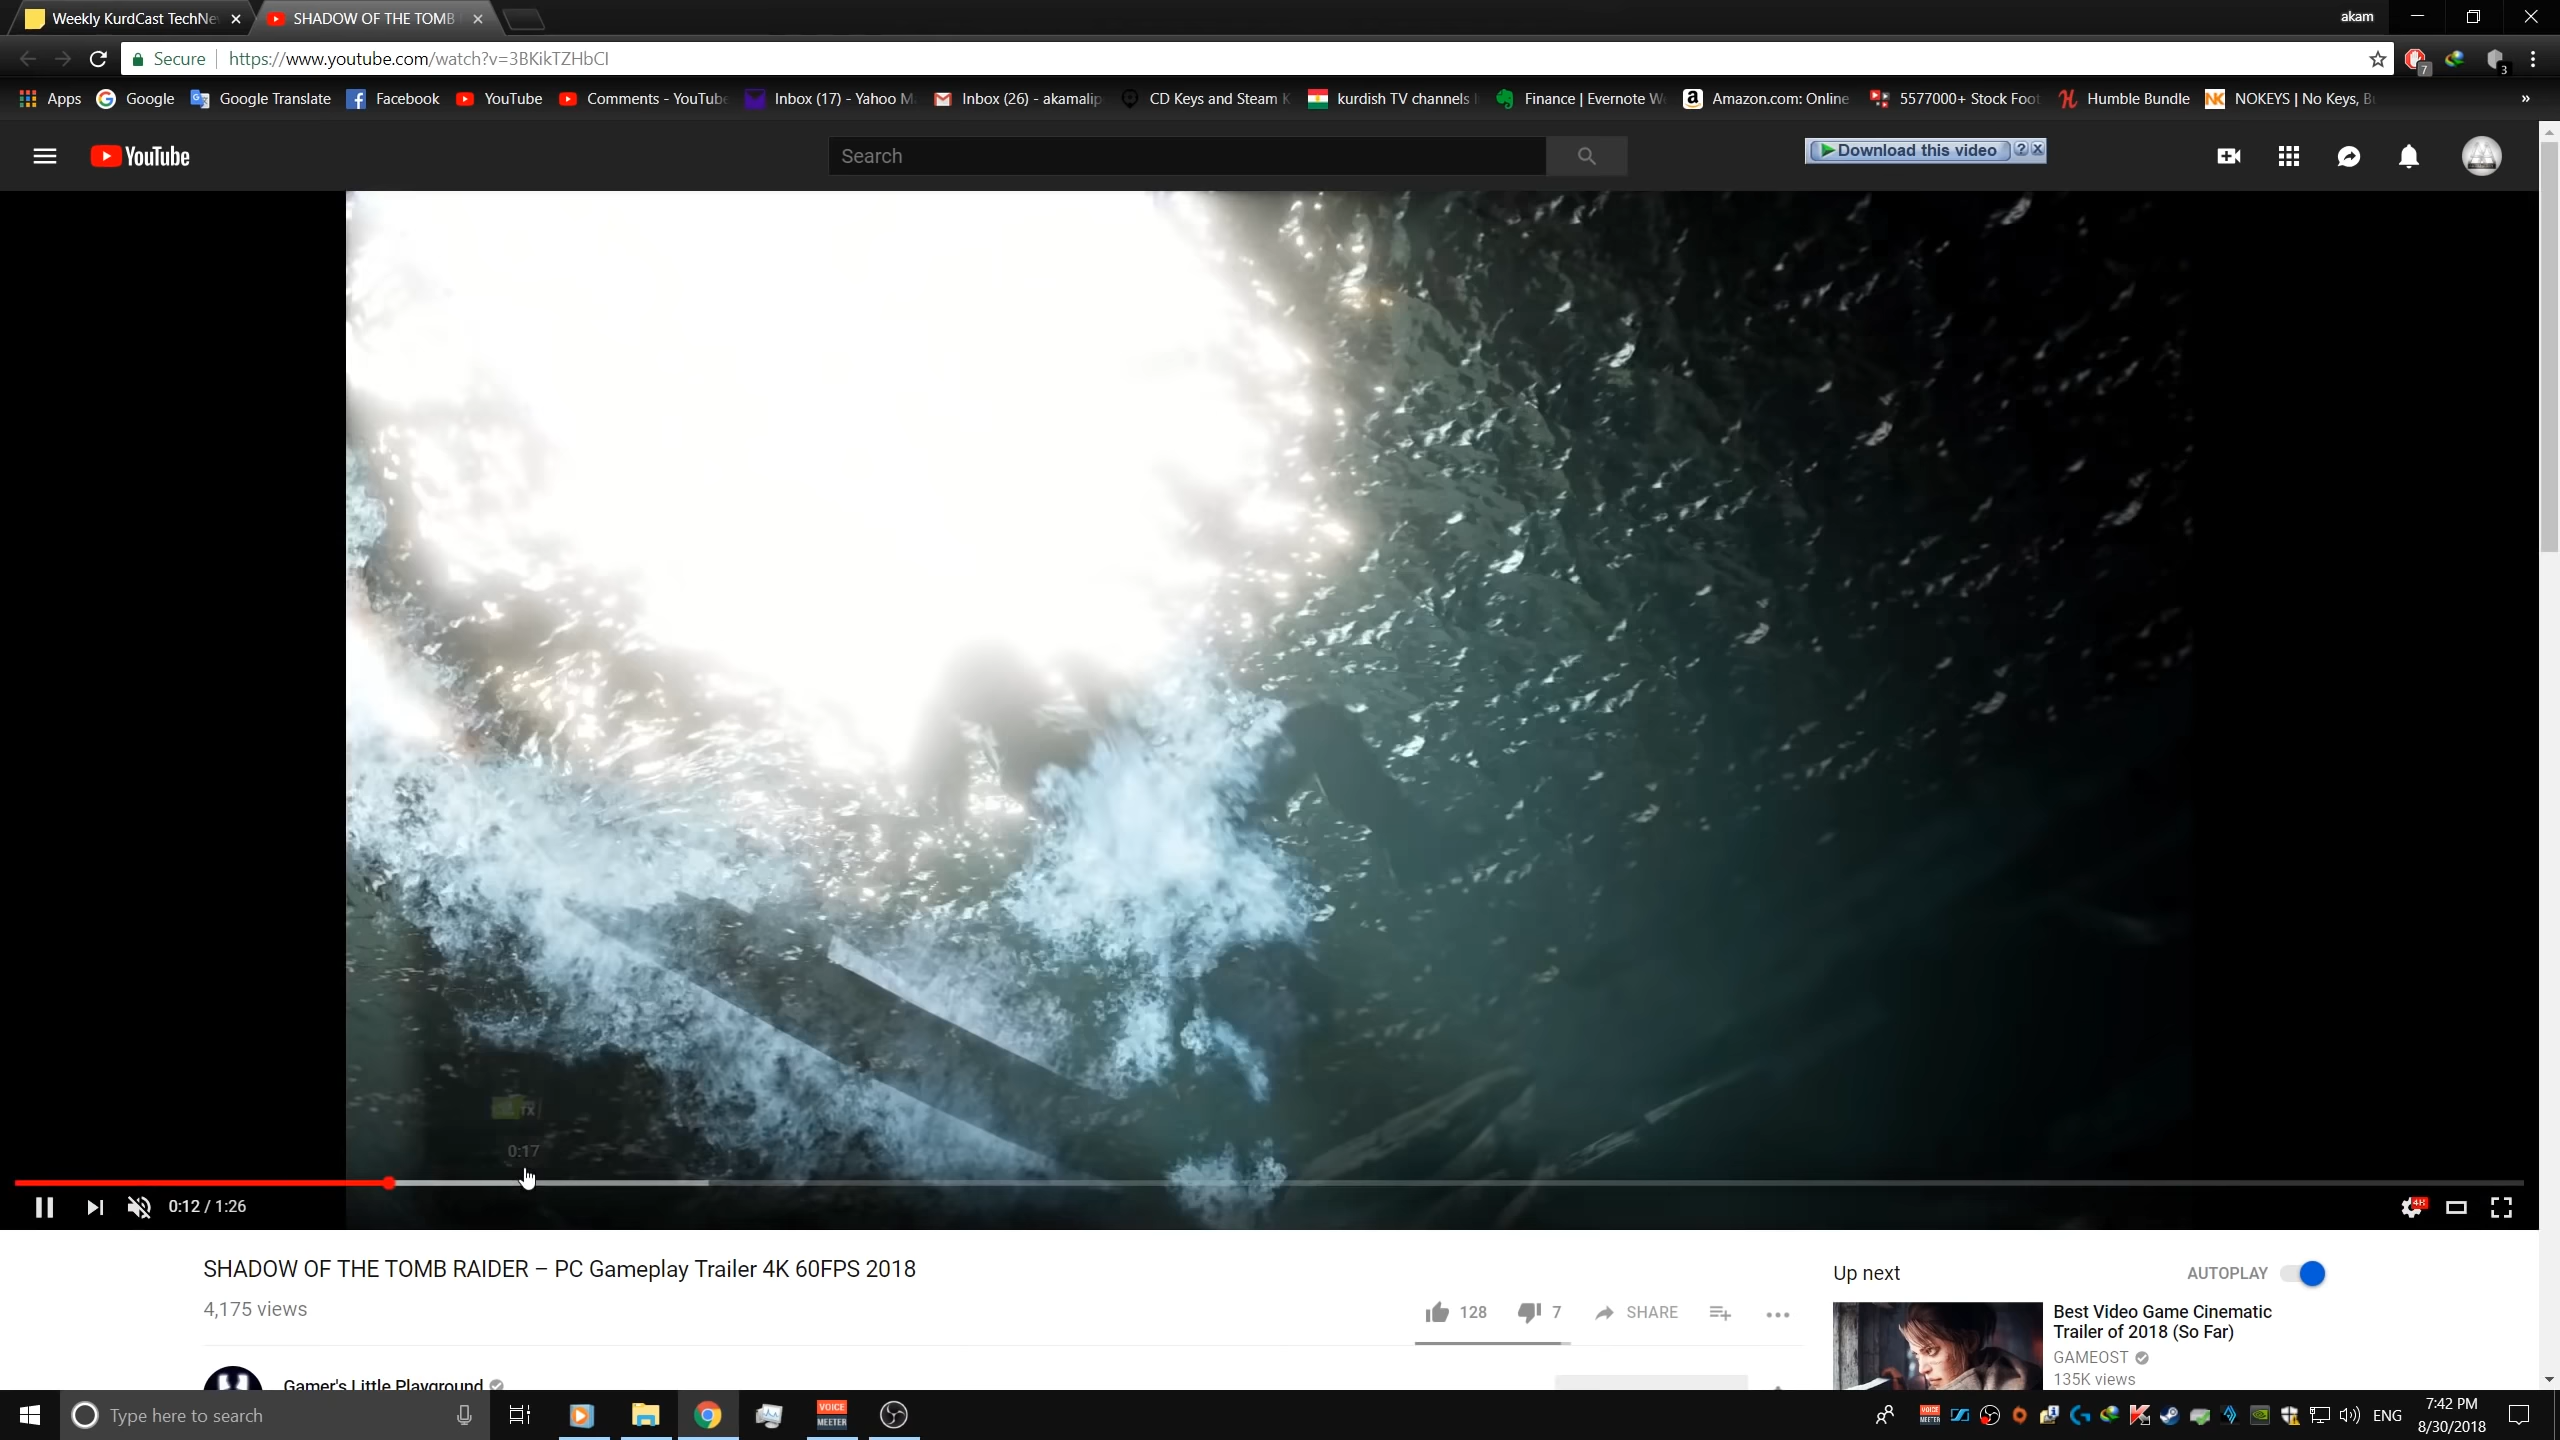 Weekly KurdCast TechNe
SHADOW OF THE TOMB
akam
Secure
https://www.youtube.com/watch?v=3BKikTZHbCI
7
3
Apps
Google
Google Translate
Facebook
YouTube
Comments - YouTube
Inbox (17) - Yahoo M
Inbox (26) - akamalip
CD Keys and Steam K
kurdish TV channels
Finance | Evernote W
Amazon.com: Online
5577000+ Stock Foot
Humble Bundle
NOKEYS | No Keys, B
»
YouTube
Search
Download this video
0:17
0:12 / 1:26
SHADOW OF THE TOMB RAIDER – PC Gameplay Trailer 4K 60FPS 2018
4,175 views
128
7
SHARE
Up next
AUTOPLAY
Best Video Game Cinematic
Trailer of 2018 (So Far)
GAMEOST
135K views
Gamer's Little Playground
Type here to search
VOICE
MEETER
ENG
7:42 PM
8/30/2018